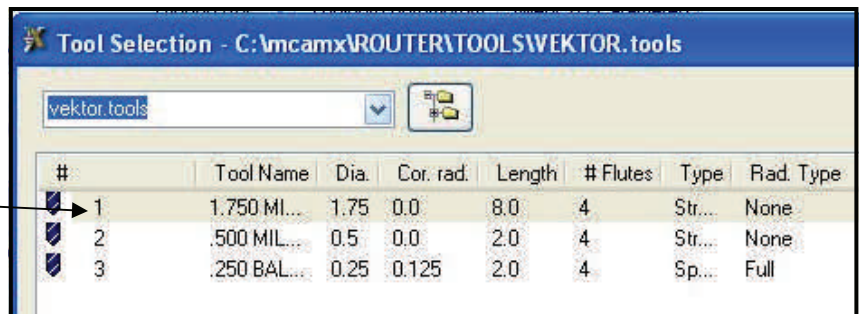 Tool Selection - C:\mcamx\ROUTER\TOOLS\VEKTOR.tools
vektor.tools
# Tool Name Dia. Cor. rad. Length # Flutes Type Rad. Type
1 1.750 MI... 1.75 0.0 8.0 4 Str... None
2 .500 MIL... 0.5 0.0 2.0 4 Str... None
3 .250 BAL... 0.25 0.125 2.0 4 Sp... Full